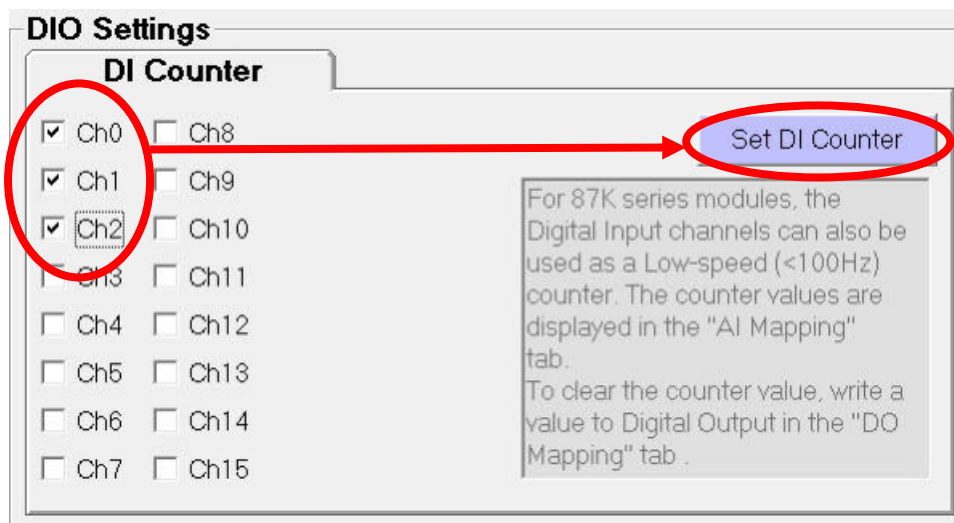 DIO Settings
DI Counter
Ch0 Ch8
Set DI Counter
Ch1 Ch9
Ch2 Ch10
Ch3 Ch11
Ch4 Ch12
Ch5 Ch13
Ch6 Ch14
Ch7 Ch15
For 87K series modules, the
Digital Input channels can also be
used as a Low-speed (<100Hz)
counter. The counter values are
displayed in the "AI Mapping"
tab.
To clear the counter value, write a
value to Digital Output in the "DO
Mapping" tab .